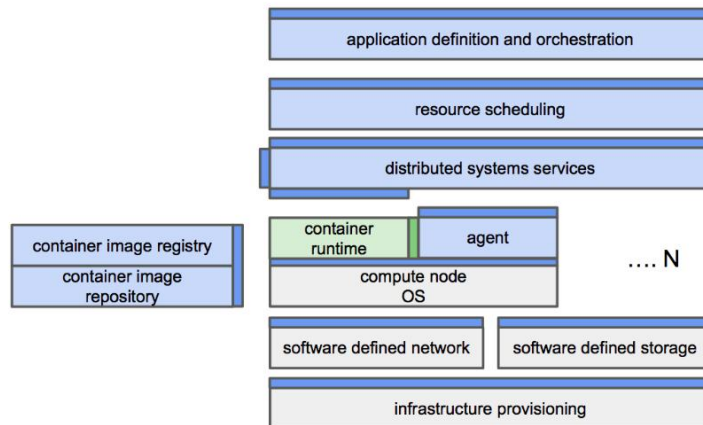 application definition and orchestration
resource scheduling
distributed systems services
container image registry
container image
repository
container
runtime
agent
compute node
OS
.... N
software defined network
software defined storage
infrastructure provisioning